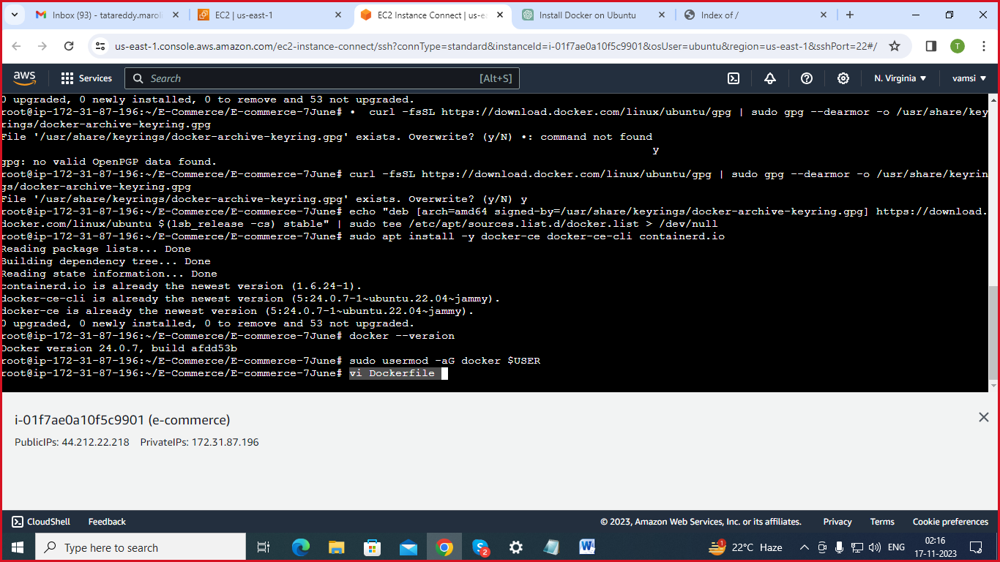 Inbox (93) - tatareddy.maroli
EC2 | us-east-1
EC2 Instance Connect | us-ea
Install Docker on Ubuntu
Index of /
us-east-1.console.aws.amazon.com/ec2-instance-connect/ssh?connType=standard&instanceId=i-01f7ae0a10f5c9901&osUser=ubuntu&region=us-east-1&sshPort=22#/
T
aws
Services
Search
[Alt+S]
N. Virginia
vamsi
0 upgraded, 0 newly installed, 0 to remove and 53 not upgraded.
root@ip-172-31-87-196:~/E-Commerce/E-commerce-7June# •  curl -fsSL https://download.docker.com/linux/ubuntu/gpg | sudo gpg --dearmor -o /usr/share/key
rings/docker-archive-keyring.gpg
File '/usr/share/keyrings/docker-archive-keyring.gpg' exists. Overwrite? (y/N) •: command not found
y
gpg: no valid OpenPGP data found.
root@ip-172-31-87-196:~/E-Commerce/E-commerce-7June# curl -fsSL https://download.docker.com/linux/ubuntu/gpg | sudo gpg --dearmor -o /usr/share/keyrin
gs/docker-archive-keyring.gpg
File '/usr/share/keyrings/docker-archive-keyring.gpg' exists. Overwrite? (y/N) y
root@ip-172-31-87-196:~/E-Commerce/E-commerce-7June# echo "deb [arch=amd64 signed-by=/usr/share/keyrings/docker-archive-keyring.gpg] https://download.
docker.com/linux/ubuntu $(lsb_release -cs) stable" | sudo tee /etc/apt/sources.list.d/docker.list > /dev/null
root@ip-172-31-87-196:~/E-Commerce/E-commerce-7June# sudo apt install -y docker-ce docker-ce-cli containerd.io
Reading package lists... Done
Building dependency tree... Done
Reading state information... Done
containerd.io is already the newest version (1.6.24-1).
docker-ce-cli is already the newest version (5:24.0.7-1~ubuntu.22.04~jammy).
docker-ce is already the newest version (5:24.0.7-1~ubuntu.22.04~jammy).
0 upgraded, 0 newly installed, 0 to remove and 53 not upgraded.
root@ip-172-31-87-196:~/E-Commerce/E-commerce-7June# docker --version
Docker version 24.0.7, build afdd53b
root@ip-172-31-87-196:~/E-Commerce/E-commerce-7June# sudo usermod -aG docker $USER
root@ip-172-31-87-196:~/E-Commerce/E-commerce-7June# vi Dockerfile
i-01f7ae0a10f5c9901 (e-commerce)
PublicIPs: 44.212.22.218 PrivateIPs: 172.31.87.196
CloudShell
Feedback
© 2023, Amazon Web Services, Inc. or its affiliates.
Privacy
Terms
Cookie preferences
Type here to search
2
1
22°C Haze
ENG
02:16
17-11-2023